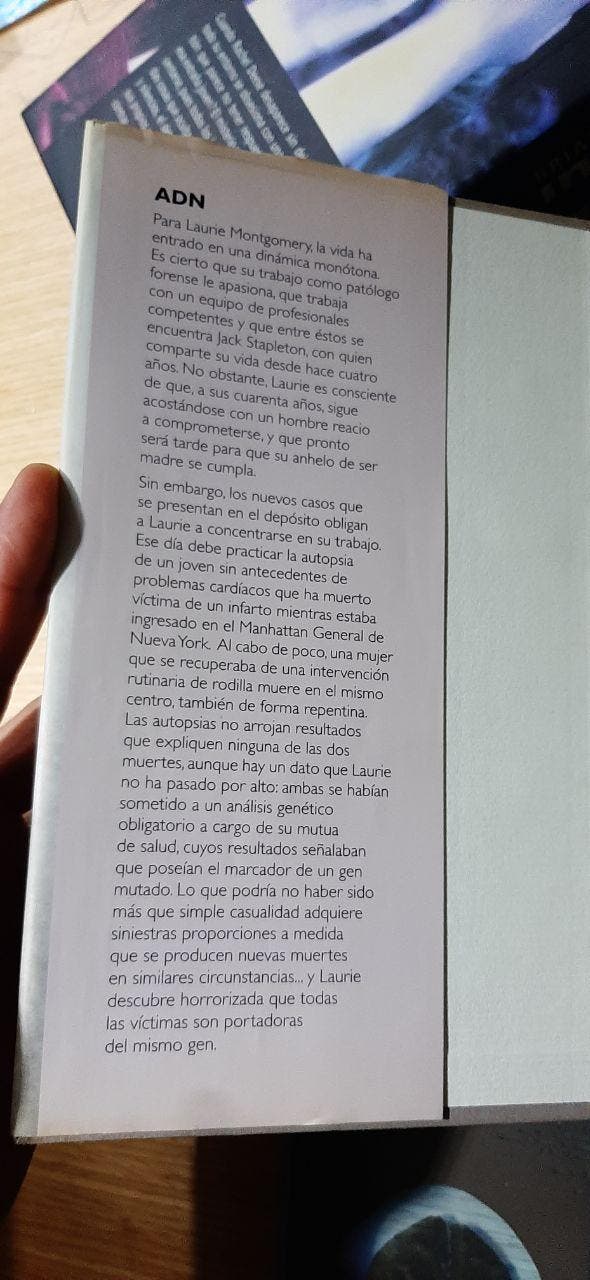 ADN
Para Laurie Montgomery, la vida ha
entrado en una dinámica monótona.
Es cierto que su trabajo como patólogo
forense le apasiona, que trabaja
con un equipo de profesionales
competentes y que entre éstos se
encuentra Jack Stapleton, con quien
comparte su vida desde hace cuatro
años. No obstante, Laurie es consciente
de que, a sus cuarenta años, sigue
acostándose con un hombre reacio
a comprometerse, y que pronto
será tarde para que su anhelo de ser
madre se cumpla.
Sin embargo, los nuevos casos que
se presentan en el depósito obligan
a Laurie a concentrarse en su trabajo.
Ese día debe practicar la autopsia
de un joven sin antecedentes de
problemas cardíacos que ha muerto
víctima de un infarto mientras estaba
ingresado en el Manhattan General de
Nueva York. Al cabo de poco, una mujer
que se recuperaba de una intervención
rutinaria de rodilla muere en el mismo
centro, también de forma repentina.
Las autopsias no arrojan resultados
que expliquen ninguna de las dos
muertes, aunque hay un dato que Laurie
no ha pasado por alto: ambas se habían
sometido a un análisis genético
obligatorio a cargo de su mutua
de salud, cuyos resultados señalaban
que poseían el marcador de un gen
mutado. Lo que podría no haber sido
más que simple casualidad adquiere
siniestras proporciones a medida
que se producen nuevas muertes
en similares circunstancias... y Laurie
descubre horrorizada que todas
las víctimas son portadoras
del mismo gen.